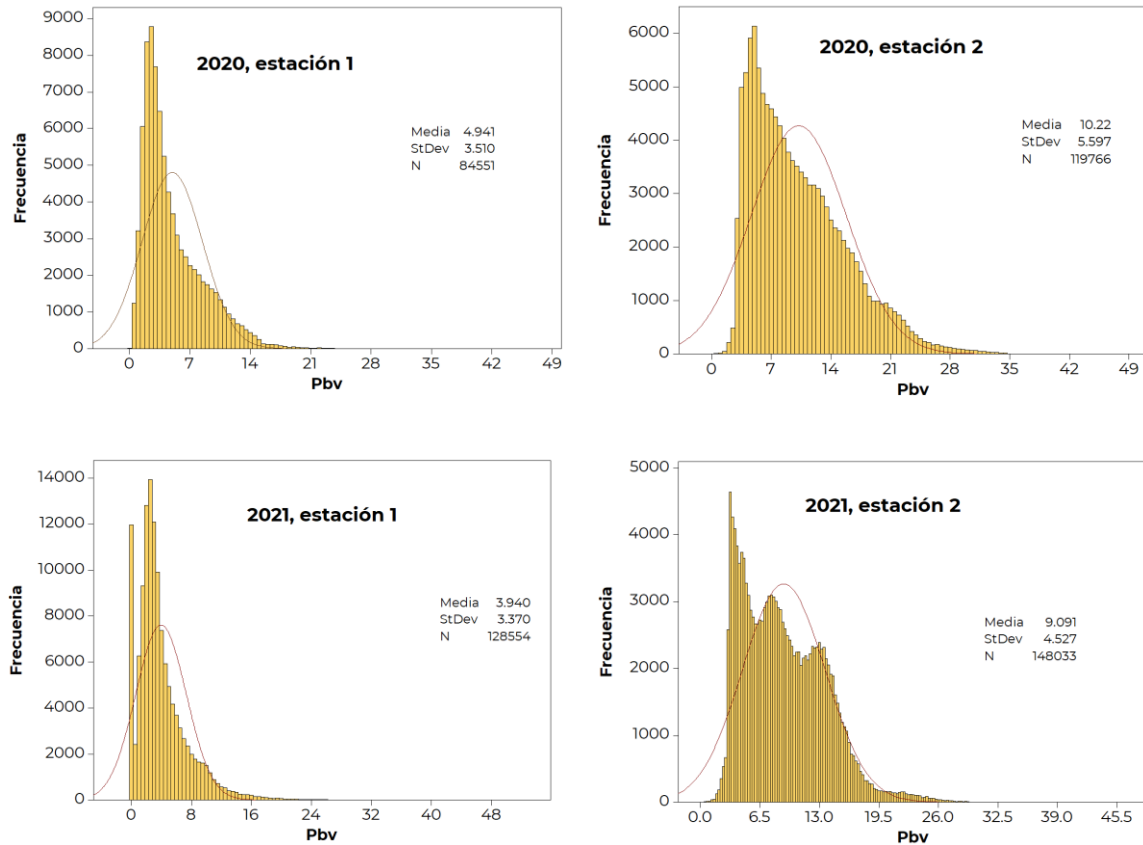 2020, estación 1
Frecuencia
9000
8000
7000
6000
5000
4000
3000
2000
1000
0
Media 4.941
StDev 3.510
N 84551
0 7 14 21 28 35 42 49
Pbv
2020, estación 2
Frecuencia
6000
5000
4000
3000
2000
1000
0
Media 10.22
StDev 5.597
N 119766
0 7 14 21 28 35 42 49
Pbv
2021, estación 1
Frecuencia
14000
12000
10000
8000
6000
4000
2000
0
Media 3.940
StDev 3.370
N 128554
0 8 16 24 32 40 48
Pbv
2021, estación 2
Frecuencia
5000
4000
3000
2000
1000
0
Media 9.091
StDev 4.527
N 148033
0.0 6.5 13.0 19.5 26.0 32.5 39.0 45.5
Pbv